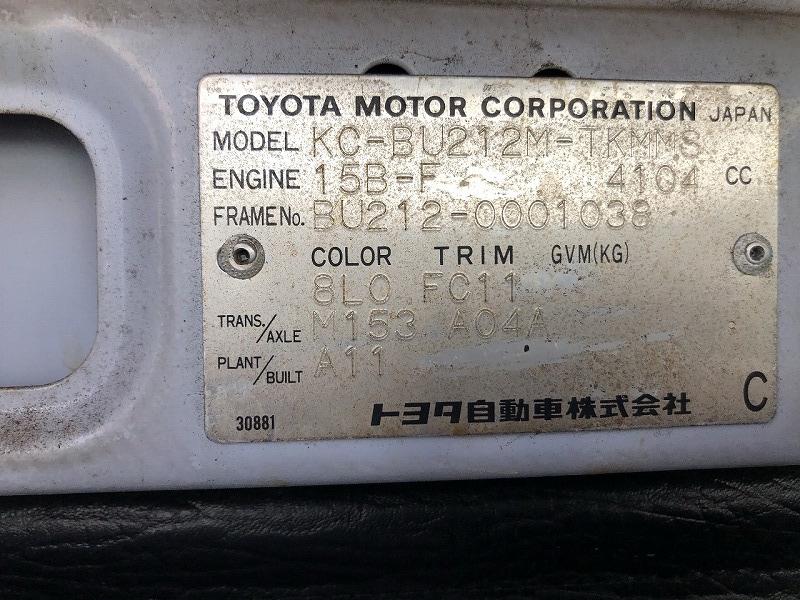 TOYOTA MOTOR CORPORATION JAPAN
MODEL KC-BU212M-TKMMS
ENGINE 15B-F 4104 CC
FRAME No. BU212-0001038
COLOR TRIM GVM(KG)
8L0 FC11
TRANS./AXLE M153 A04A
PLANT/BUILT A11
30881 トヨタ自動車株式会社 C